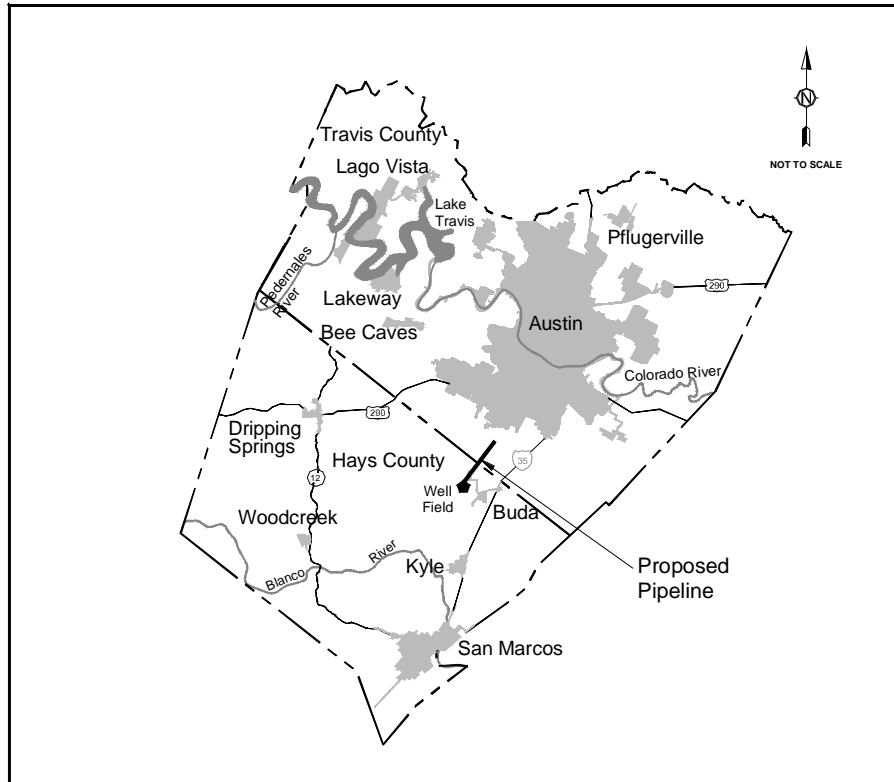 N
NOT TO SCALE
Travis County
Lago Vista
Lake
Travis
Pflugerville
Pedernales
River
290
Lakeway
Austin
Bee Caves
Colorado River
290
Dripping
Springs
Hays County
35
12
Well
Field
Buda
Woodcreek
River
Kyle
Blanco
Proposed
Pipeline
San Marcos